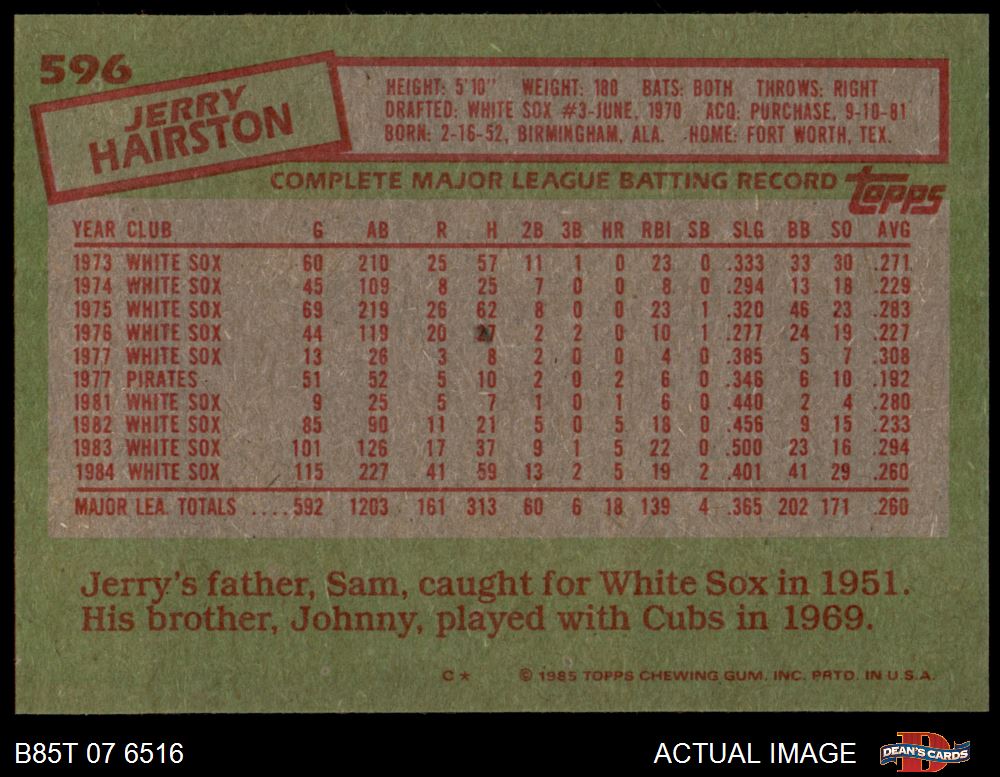 596
JERRY
HAIRSTON
HEIGHT: 5'10" WEIGHT: 180 BATS: BOTH THROWS: RIGHT
DRAFTED: WHITE SOX #3-JUNE, 1970 ACQ: PURCHASE, 9-10-81
BORN: 2-16-52, BIRMINGHAM, ALA. HOME: FORT WORTH, TEX.
COMPLETE MAJOR LEAGUE BATTING RECORD Topps
YEAR CLUB G AB R H 2B 3B HR RBI SB SLG BB SO AVG
1973 WHITE SOX 60 210 25 57 11 1 0 23 0 .333 33 30 .271
1974 WHITE SOX 45 109 8 25 7 0 0 8 0 .294 13 18 .229
1975 WHITE SOX 69 219 26 62 8 0 0 23 1 .320 46 23 .283
1976 WHITE SOX 44 119 20 27 2 2 0 10 1 .277 24 19 .227
1977 WHITE SOX 13 26 3 8 2 0 0 4 0 .385 5 7 .308
1977 PIRATES 51 52 5 10 2 0 2 6 0 .346 6 10 .192
1981 WHITE SOX 9 25 5 7 1 0 1 6 0 .440 2 4 .280
1982 WHITE SOX 85 90 11 21 5 0 5 18 0 .456 9 15 .233
1983 WHITE SOX 101 126 17 37 9 1 5 22 0 .500 23 16 .294
1984 WHITE SOX 115 227 41 59 13 2 5 19 2 .401 41 29 .260
MAJOR LEA. TOTALS ....592 1203 161 313 60 6 18 139 4 .365 202 171 .260
Jerry's father, Sam, caught for White Sox in 1951.
His brother, Johnny, played with Cubs in 1969.
C* © 1985 TOPPS CHEWING GUM, INC. PRTD. IN U.S.A.
B85T 07 6516 ACTUAL IMAGE DEAN'S CARDS